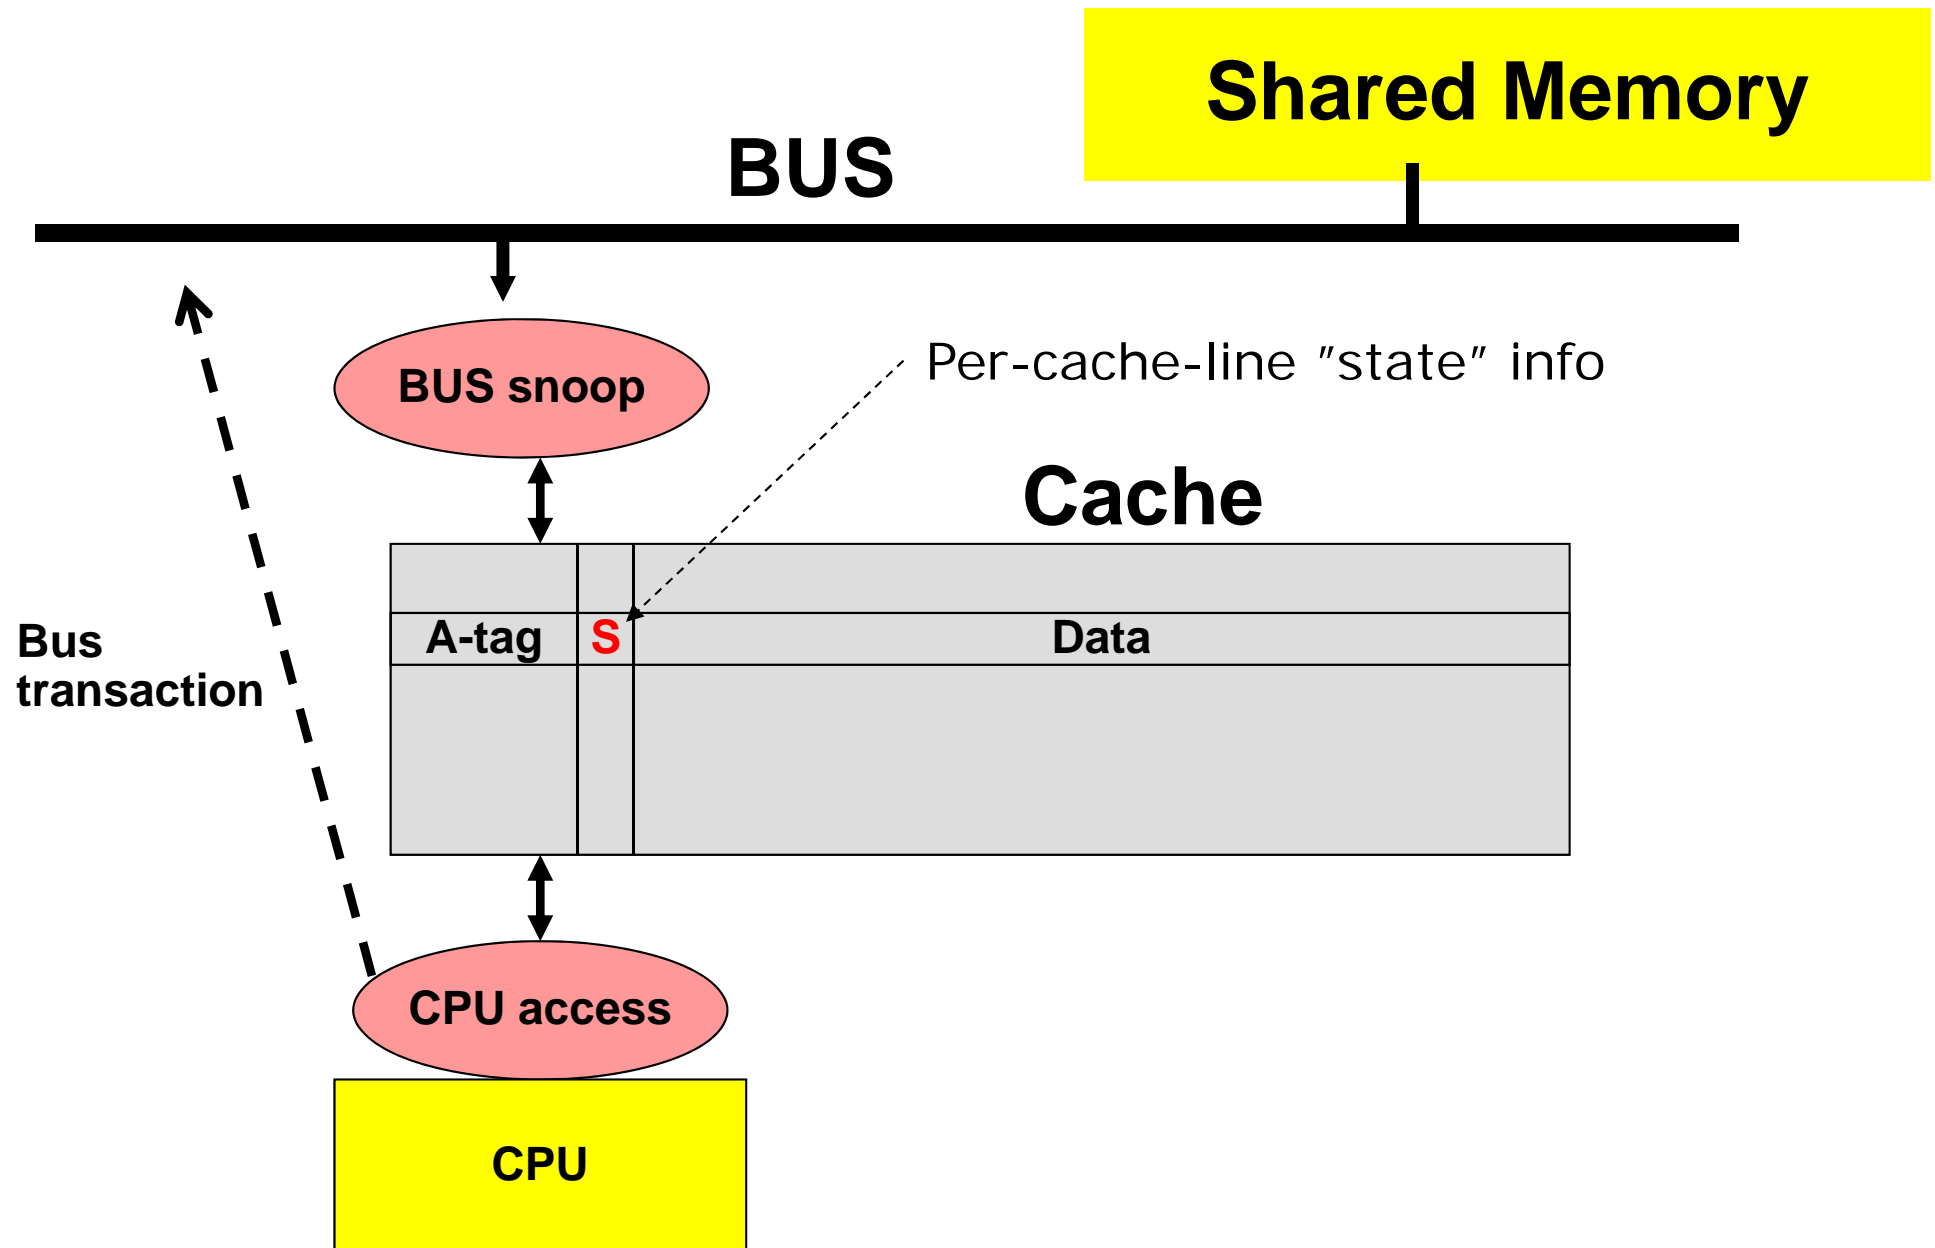 Shared Memory
BUS
BUS snoop
Per-cache-line "state" info
Cache
A-tag S Data
Bus
transaction
CPU access
CPU